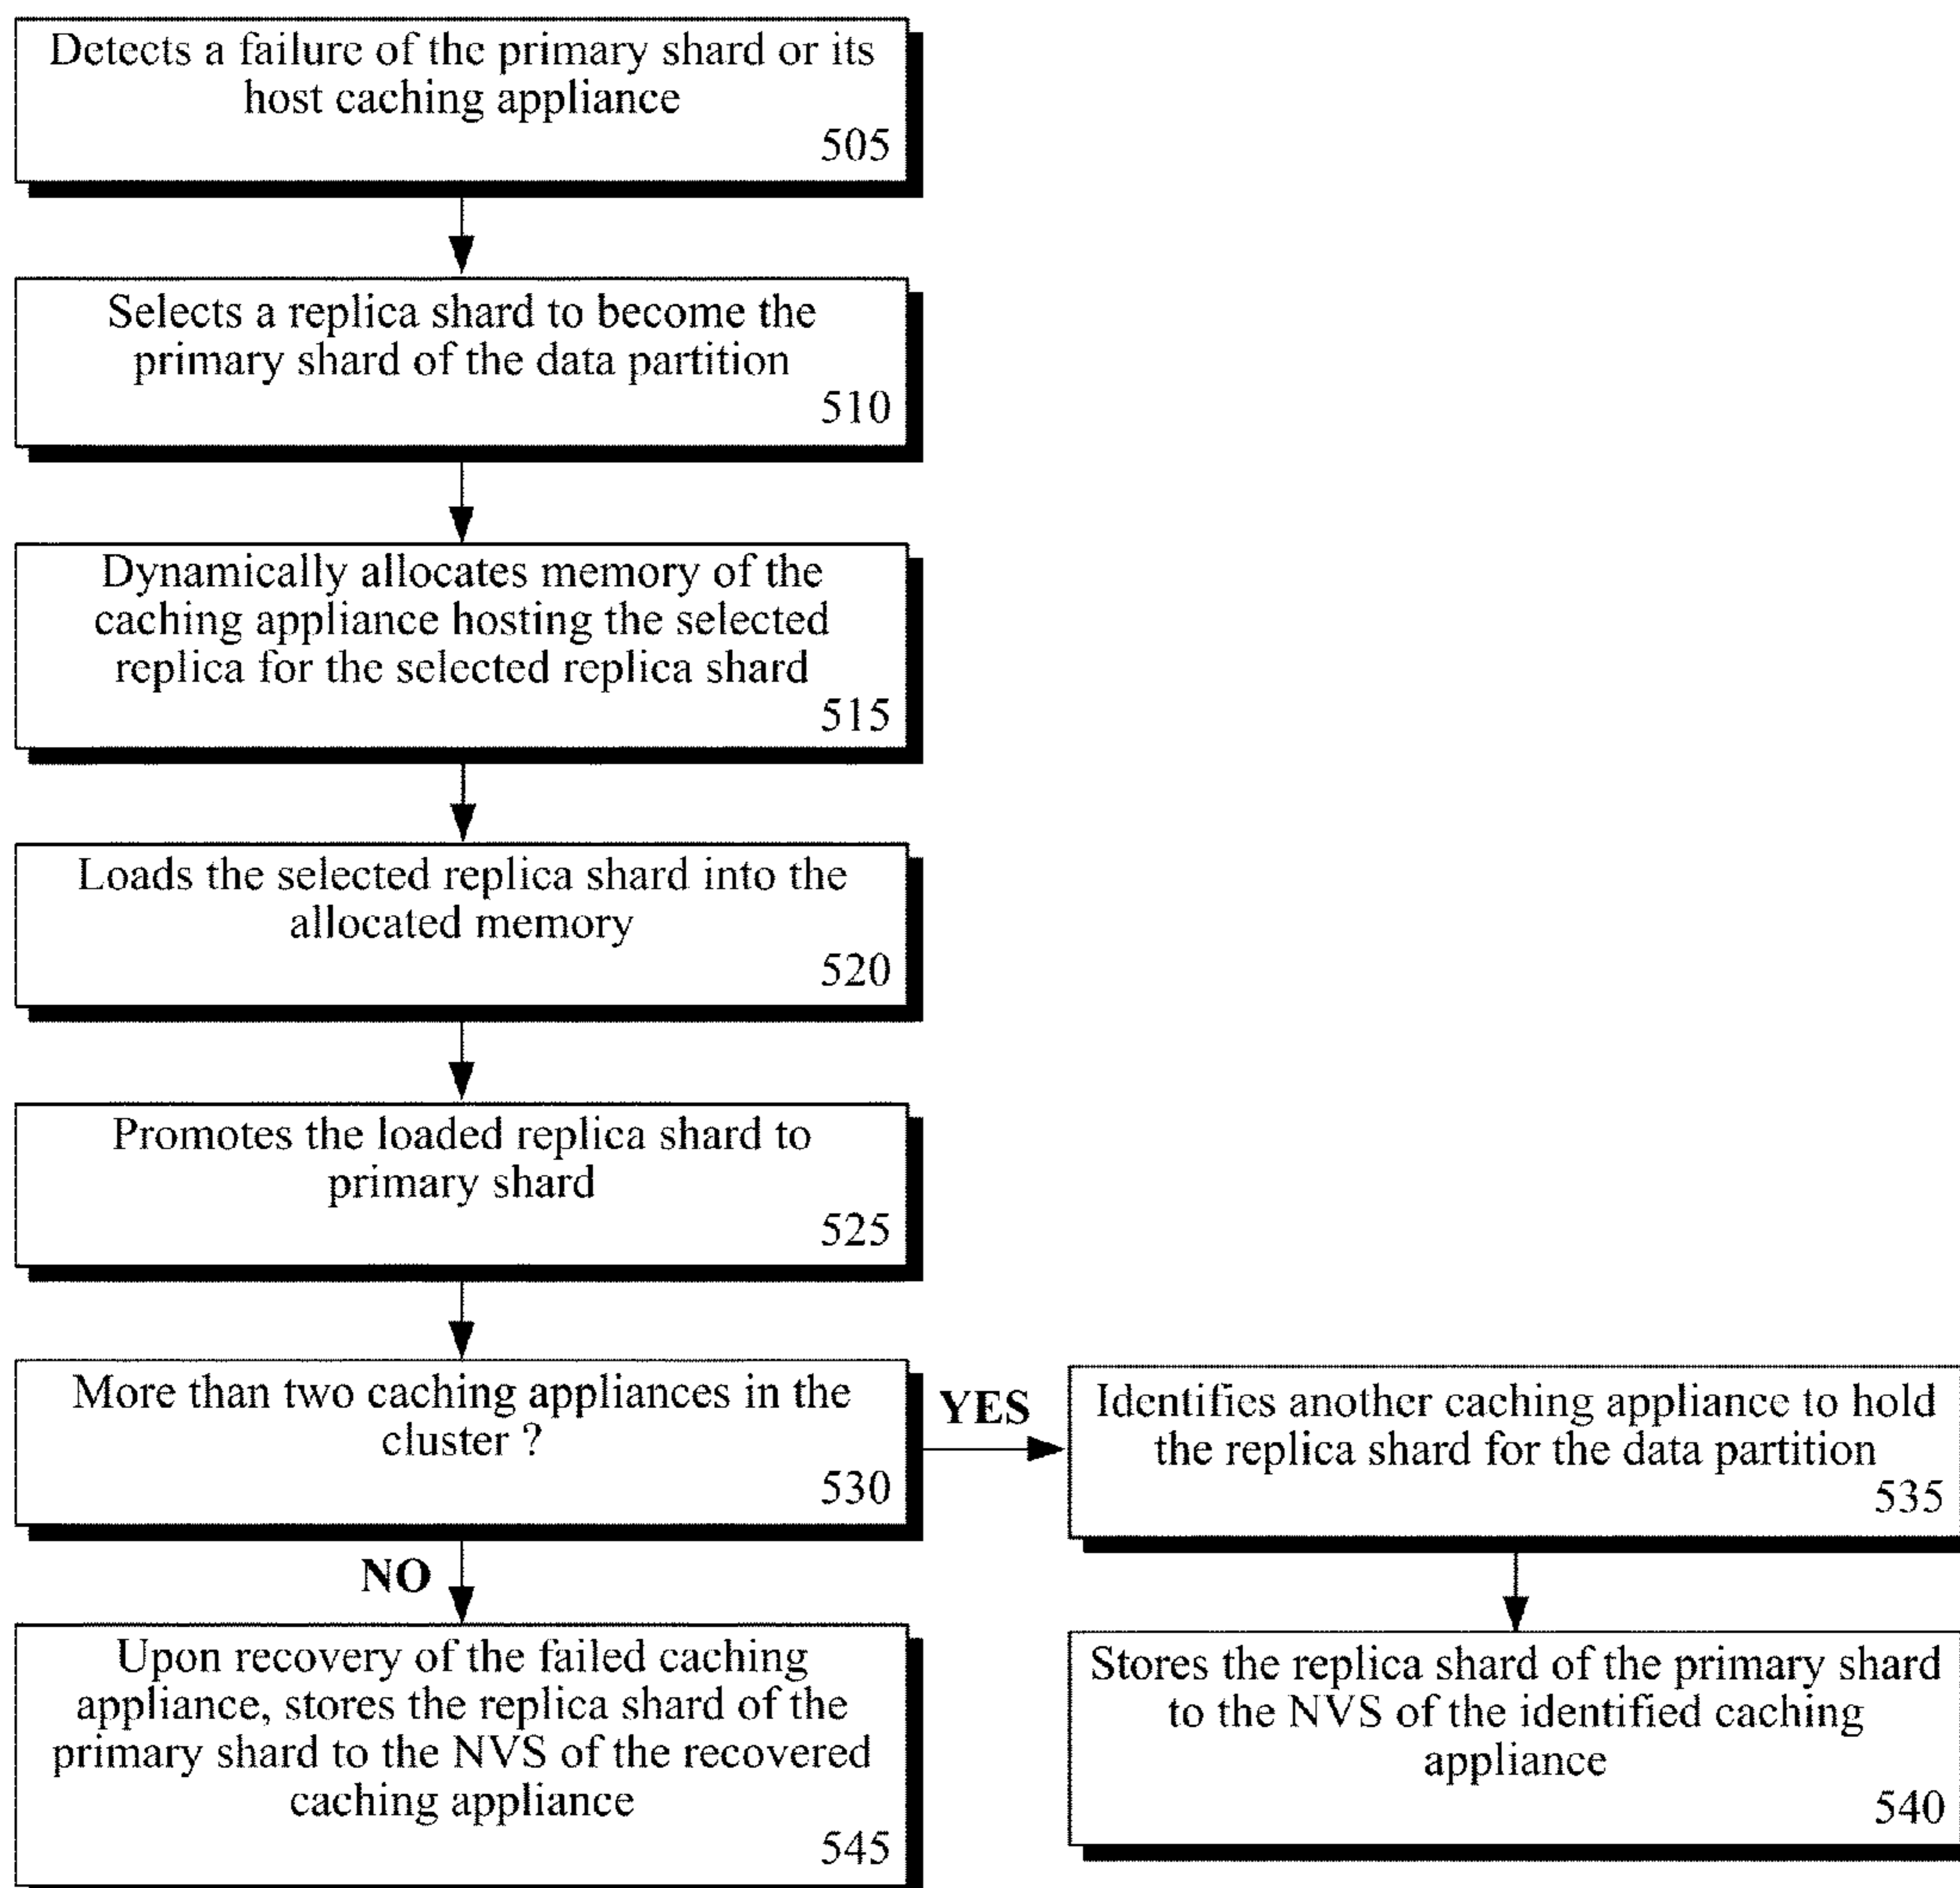 Detects a failure of the primary shard or its
host caching appliance
505
Selects a replica shard to become the
primary shard of the data partition
510
Dynamically allocates memory of the
caching appliance hosting the selected
replica for the selected replica shard
515
Loads the selected replica shard into the
allocated memory
520
Promotes the loaded replica shard to
primary shard
525
More than two caching appliances in the
cluster ?
530
YES
Identifies another caching appliance to hold
the replica shard for the data partition
535
NO
Upon recovery of the failed caching
appliance, stores the replica shard of the
primary shard to the NVS of the recovered
caching appliance
545
Stores the replica shard of the primary shard
to the NVS of the identified caching
appliance
540